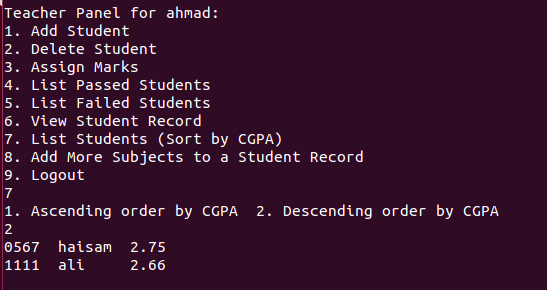 Teacher Panel for ahmad:
1. Add Student
2. Delete Student
3. Assign Marks
4. List Passed Students
5. List Failed Students
6. View Student Record
7. List Students (Sort by CGPA)
8. Add More Subjects to a Student Record
9. Logout
7
1. Ascending order by CGPA  2. Descending order by CGPA
2
0567  haisam  2.75
1111  ali     2.66